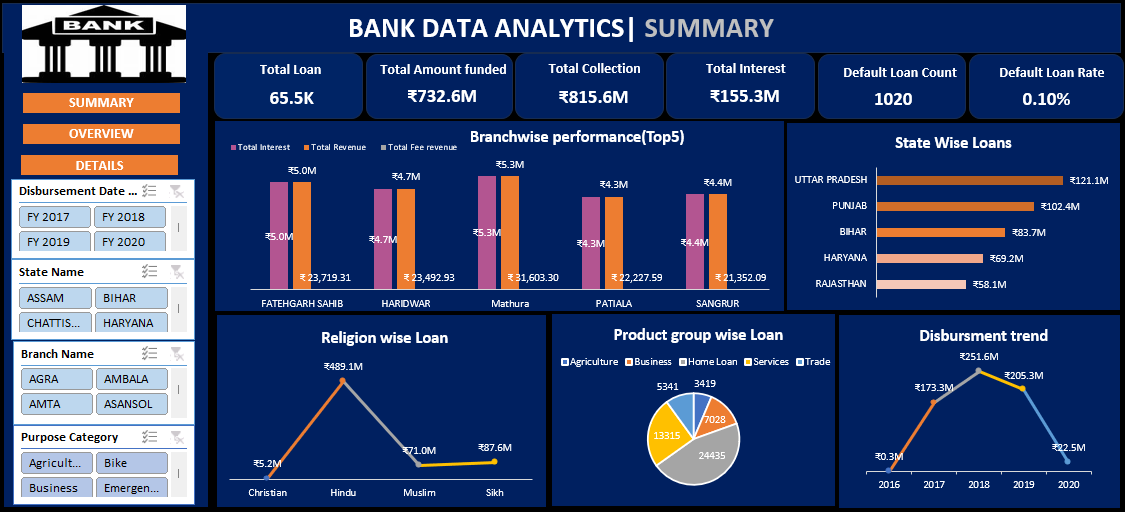 BANK
BANK DATA ANALYTICS| SUMMARY
Total Loan
65.5K
Total Amount funded
₹732.6M
Total Collection
₹815.6M
Total Interest
₹155.3M
Default Loan Count
1020
Default Loan Rate
0.10%
SUMMARY
OVERVIEW
DETAILS
Disbursement Date ...
FY 2017 FY 2018
FY 2019 FY 2020
State Name
ASSAM BIHAR
CHATTIS... HARYANA
Branch Name
AGRA AMBALA
AMTA ASANSOL
Purpose Category
Agricult... Bike
Business Emergen...
Branchwise performance(Top5)
Total Interest Total Revenue Total Fee revenue
₹5.0M ₹4.7M ₹5.3M ₹4.3M ₹4.4M
₹5.0M ₹4.7M ₹5.3M ₹4.3M ₹4.4M
₹ 23,719.31 ₹ 23,492.93 ₹ 31,603.30 ₹ 22,227.59 ₹ 21,352.09
FATEHGARH SAHIB HARIDWAR Mathura PATIALA SANGRUR
State Wise Loans
UTTAR PRADESH ₹121.1M
PUNJAB ₹102.4M
BIHAR ₹83.7M
HARYANA ₹69.2M
RAJASTHAN ₹58.1M
Religion wise Loan
₹489.1M
₹5.2M ₹71.0M ₹87.6M
Christian Hindu Muslim Sikh
Product group wise Loan
Agriculture Business Home Loan Services Trade
5341 3419
7028
13315
24435
Disbursment trend
₹251.6M
₹173.3M ₹205.3M
₹0.3M ₹22.5M
2016 2017 2018 2019 2020